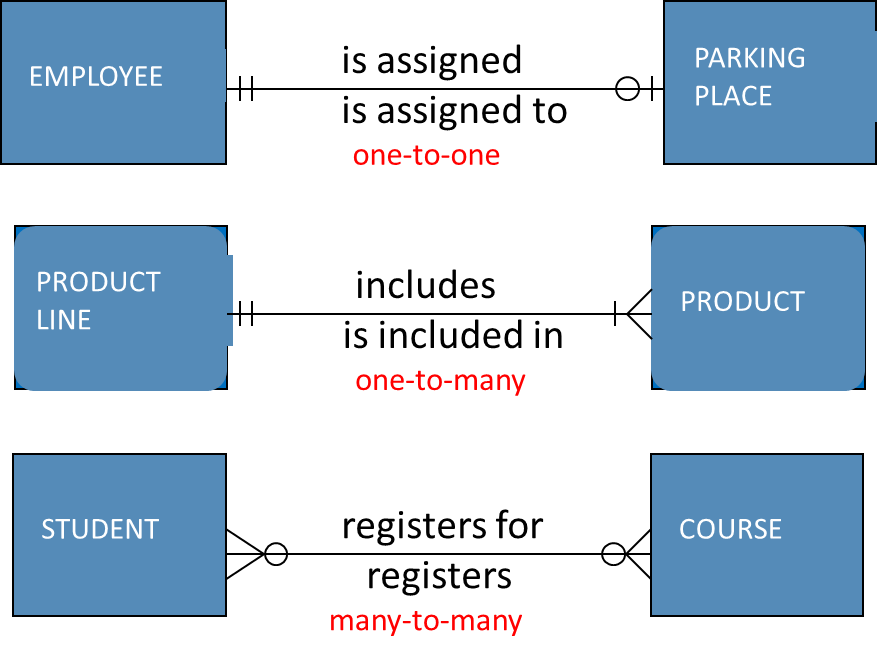 EMPLOYEE
is assigned
is assigned to
one-to-one
PARKING
PLACE
PRODUCT
LINE
includes
is included in
one-to-many
PRODUCT
STUDENT
registers for
registers
many-to-many
COURSE